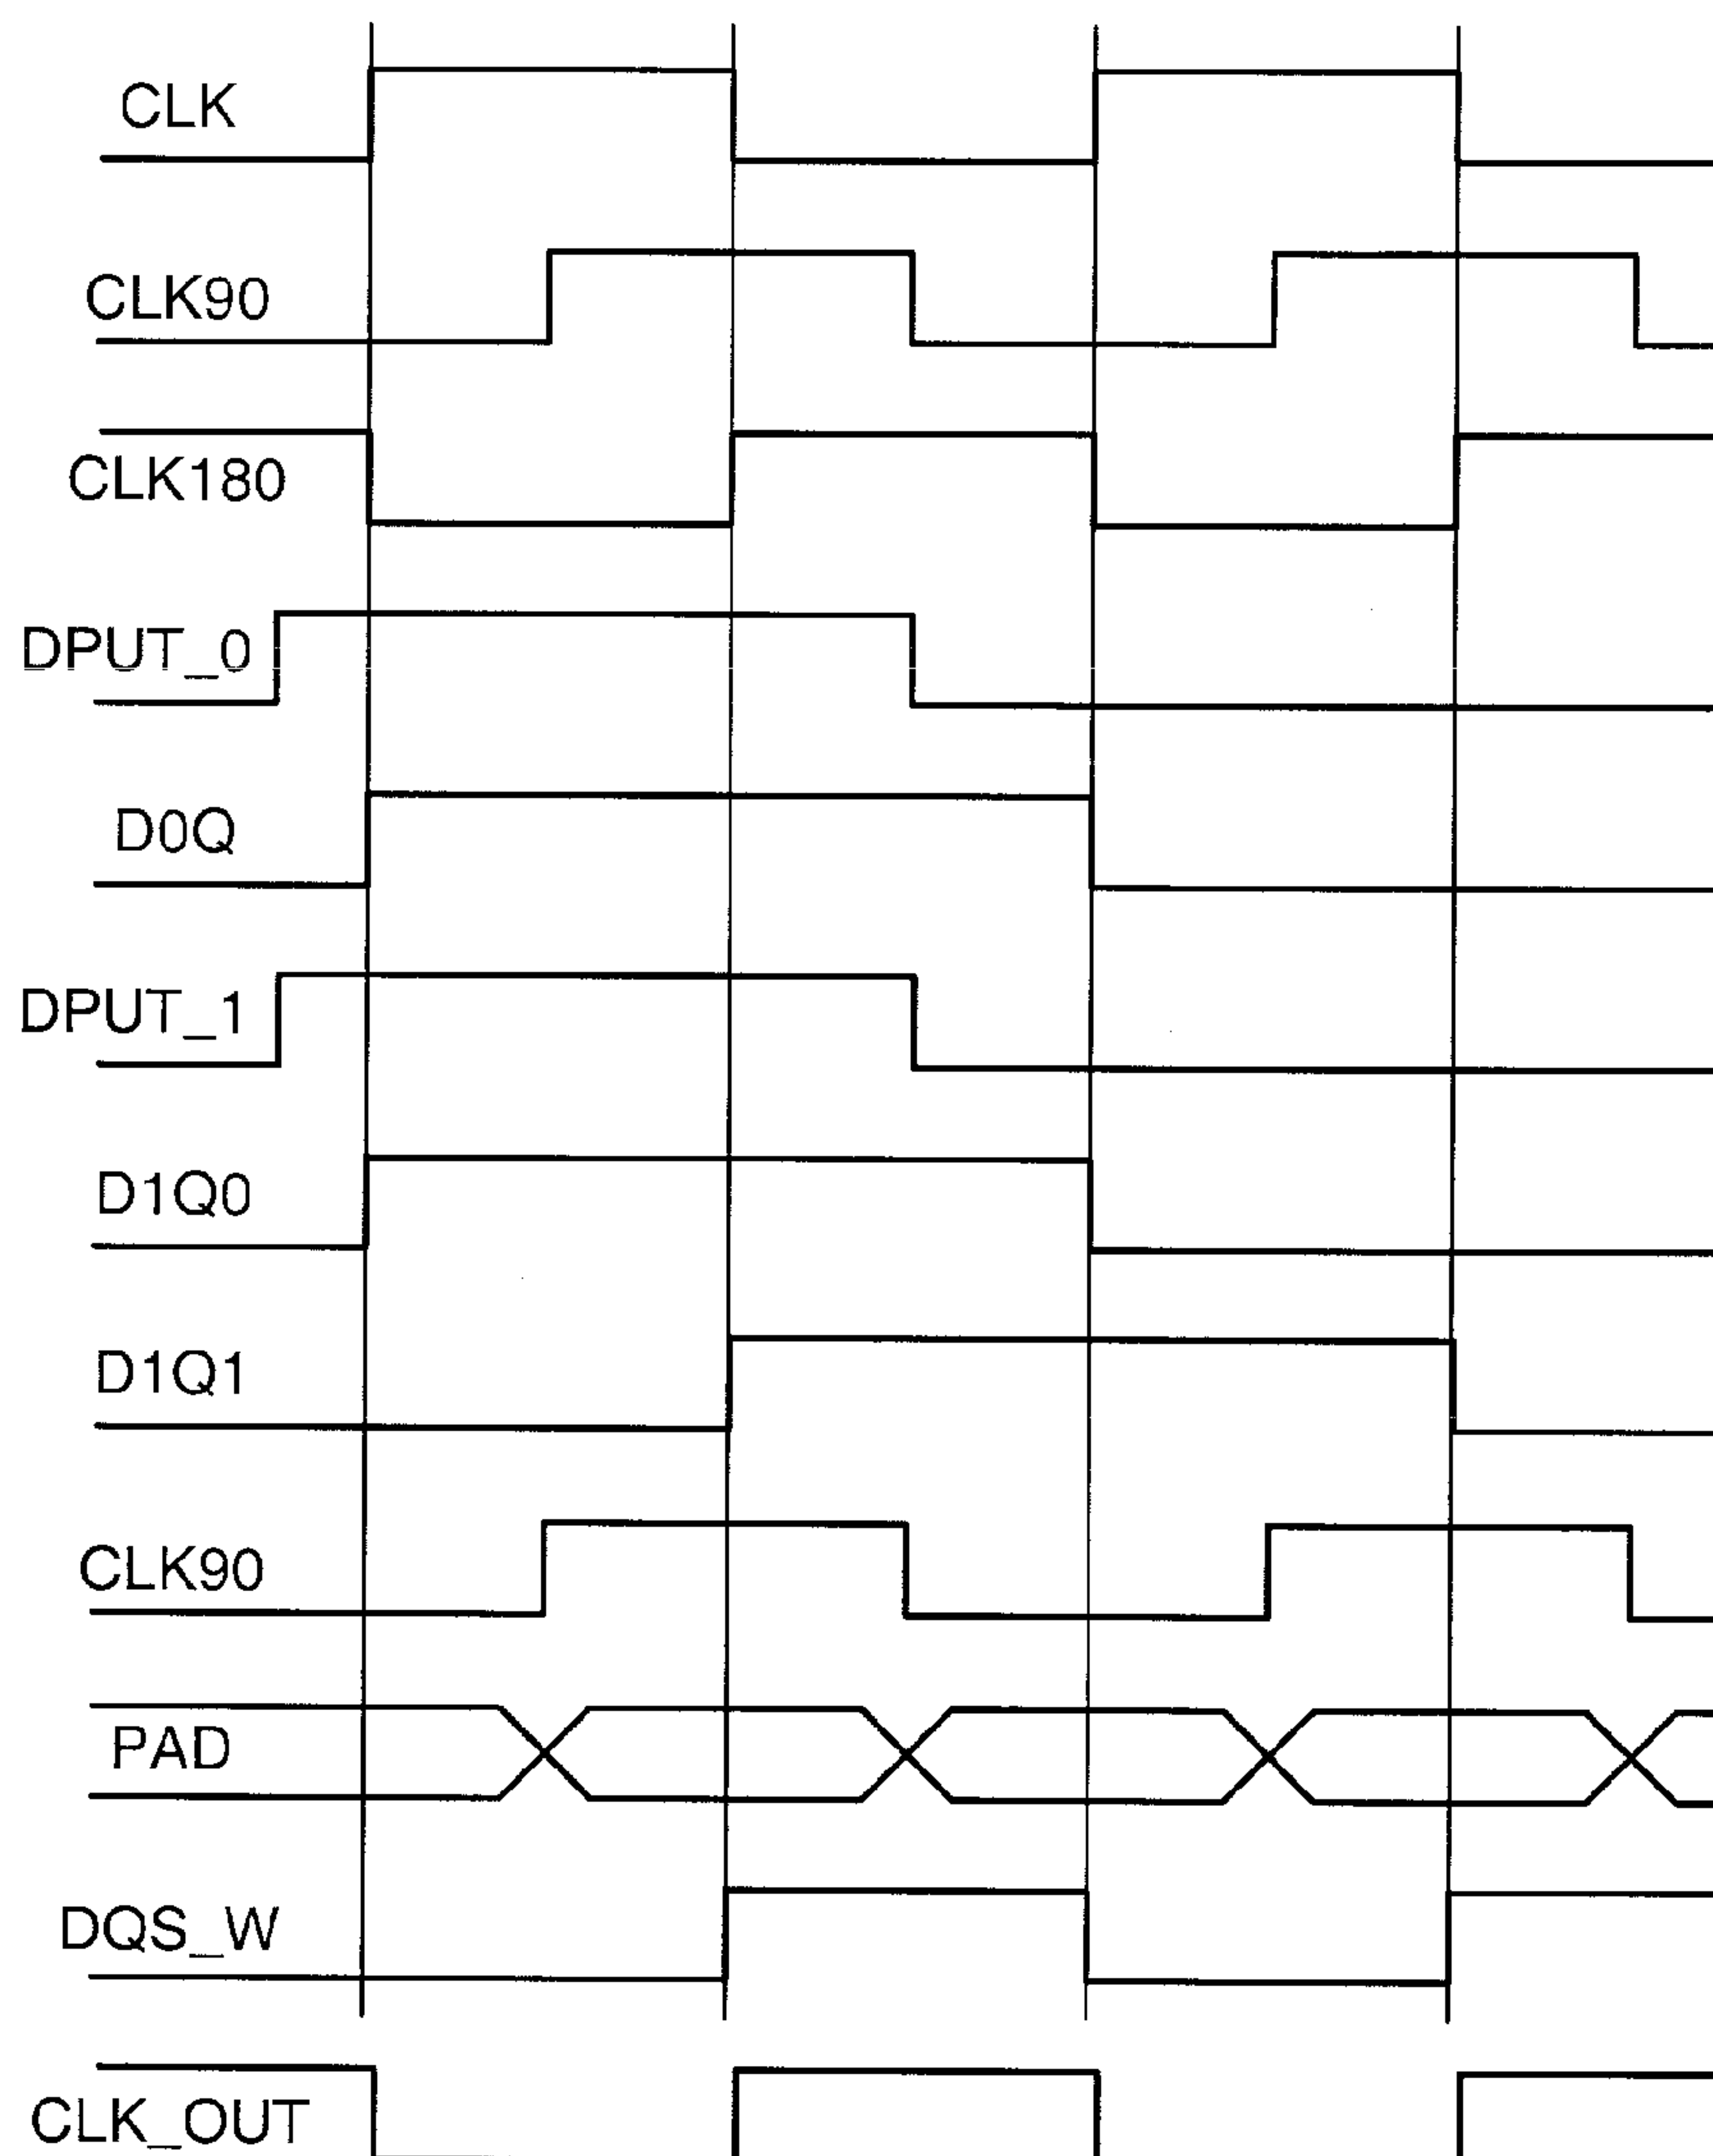 CLK
CLK90
CLK180
DPUT_0
D0Q
DPUT_1
D1Q0
D1Q1
CLK90
PAD
DQS_W
CLK_OUT